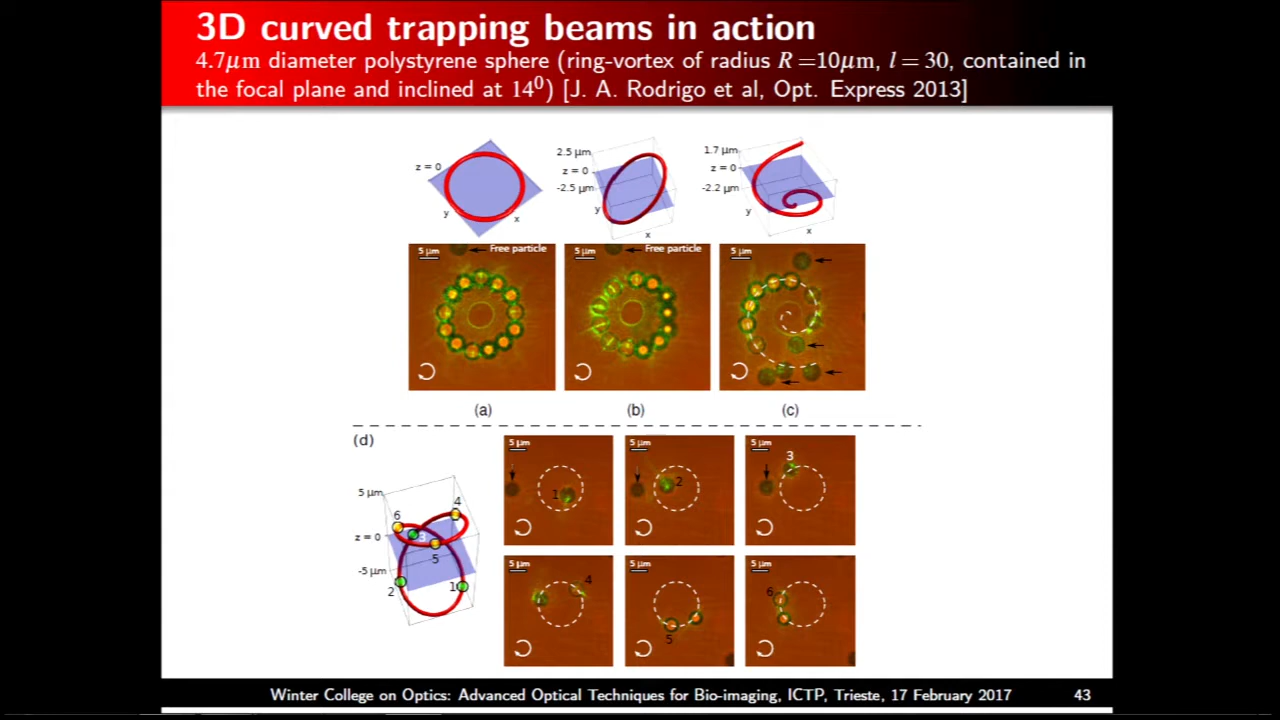 3D curved trapping beams in action
4.7μm diameter polystyrene sphere (ring-vortex of radius R =10μm, l = 30, contained in
the focal plane and inclined at 14⁰) [J. A. Rodrigo et al, Opt. Express 2013]
z = 0
y
x
2.5 μm
z = 0
-2.5 μm
y
x
1.7 μm
z = 0
-2.2 μm
y
x
5 μm
Free particle
5 μm
Free particle
5 μm
(a)
(b)
(c)
(d)
5 μm
z = 0
-5 μm
6
4
3
5
2
1
5 μm
1
5 μm
2
5 μm
3
5 μm
4
5 μm
5
5 μm
6
Winter College on Optics: Advanced Optical Techniques for Bio-imaging, ICTP, Trieste, 17 February 2017
43